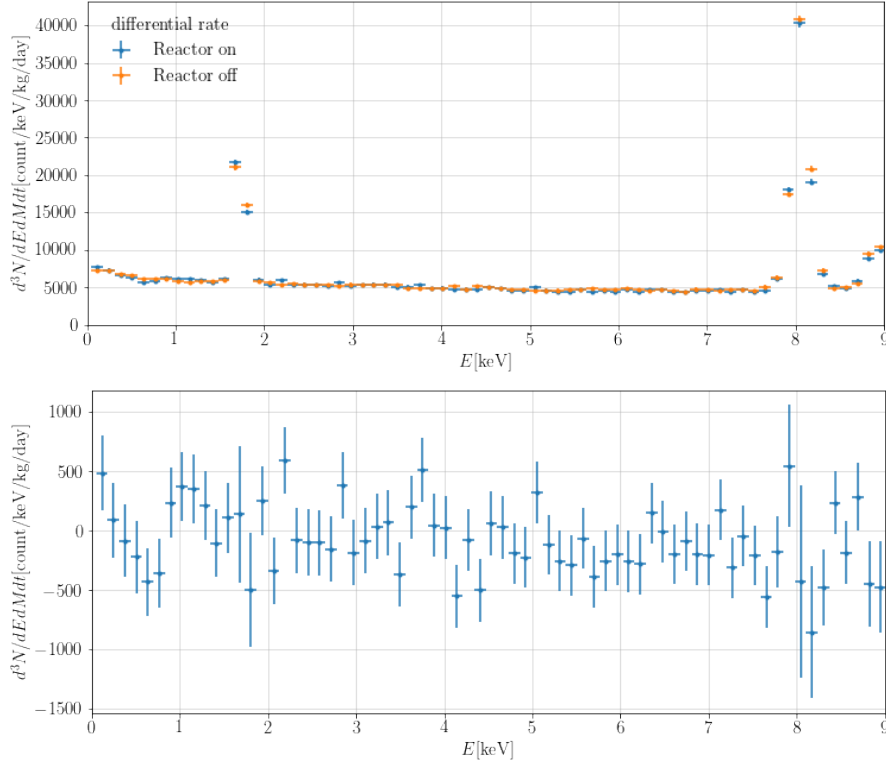 differential rate
Reactor on
Reactor off
d³N/dEdMdt[count/keV/kg/day]
40000
35000
30000
25000
20000
15000
10000
5000
0
0 1 2 3 4 5 6 7 8 9
E[keV]
d³N/dEdMdt[count/keV/kg/day]
1000
500
0
−500
−1000
−1500
0 1 2 3 4 5 6 7 8 9
E[keV]